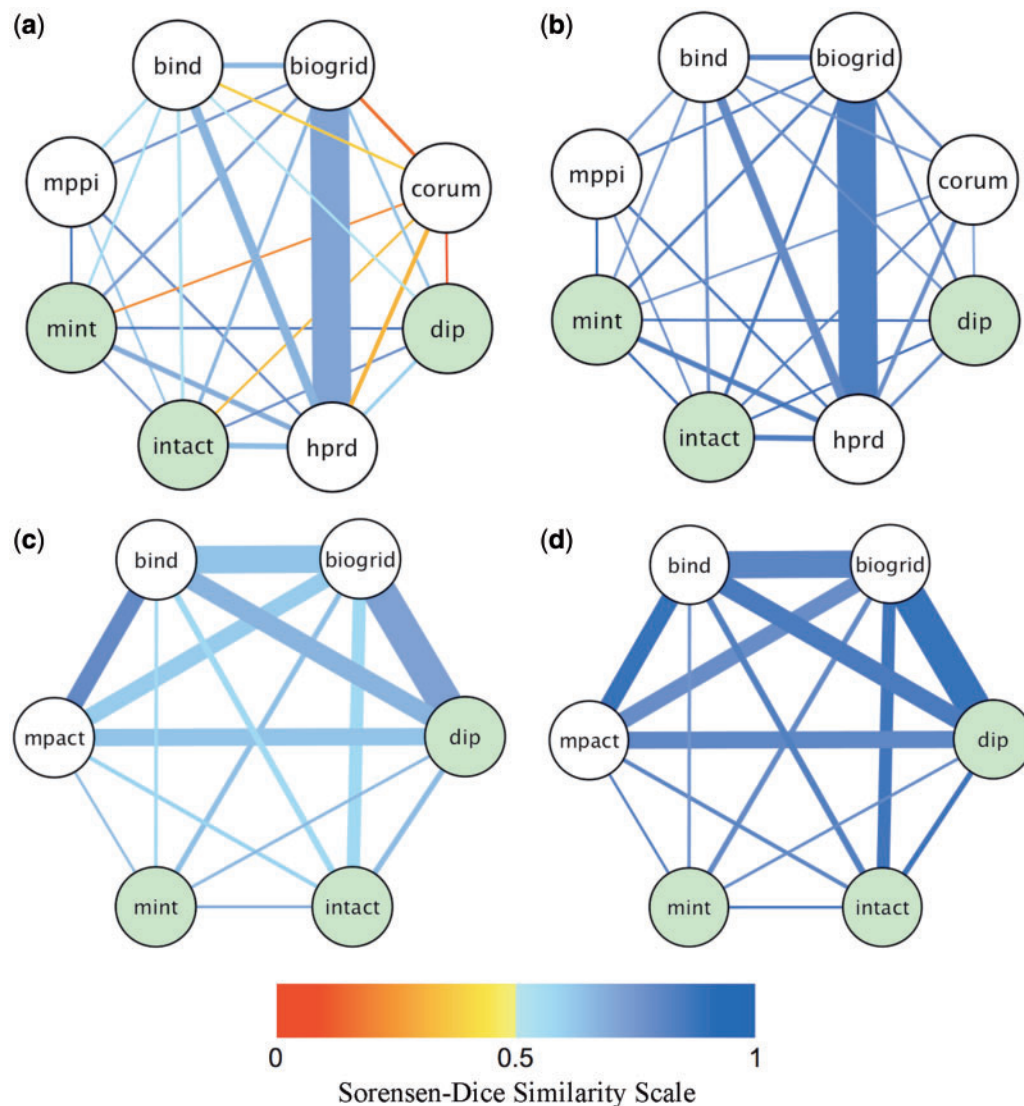 (a)
bind
biogrid
mppi
corum
mint
dip
intact
hprd
(b)
bind
biogrid
mppi
corum
mint
dip
intact
hprd
(c)
bind
biogrid
mpact
dip
mint
intact
(d)
bind
biogrid
mpact
dip
mint
intact
0
0.5
1
Sorensen-Dice Similarity Scale